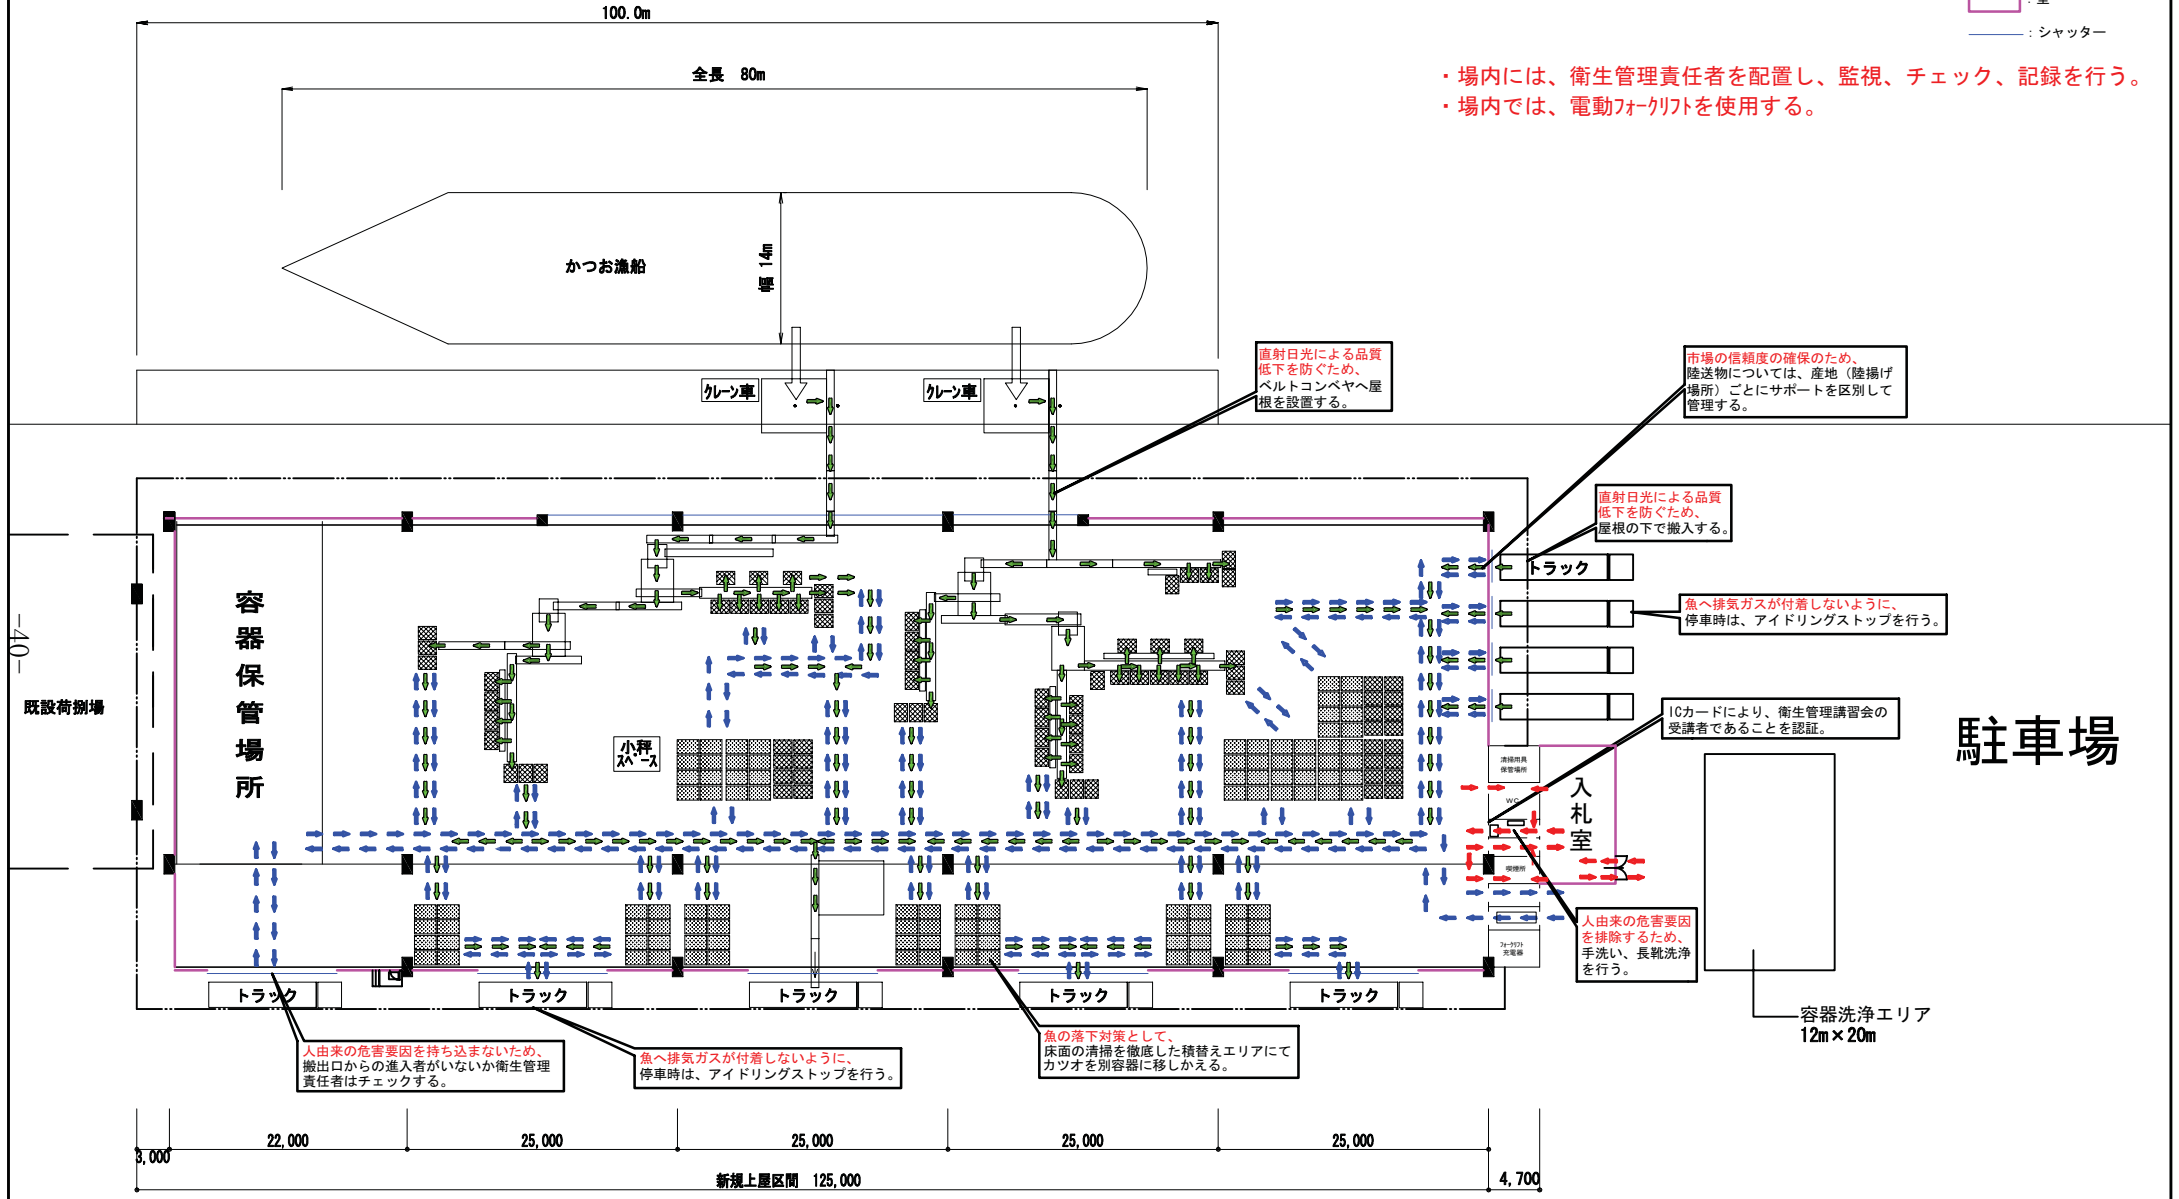 100.0m
：シャッター
全長　80m
・場内には、衛生管理責任者を配置し、監視、チェック、記録を行う。
・場内では、電動フォークリフトを使用する。
かつお漁船
幅 14m
クレーン車
クレーン車
直射日光による品質
低下を防ぐため、
ベルトコンベヤへ屋
根を設置する。
市場の信頼度の確保のため、
陸送物については、産地（陸揚げ
場所）ごとにサポートを区別して
管理する。
直射日光による品質
低下を防ぐため、
屋根の下で搬入する。
トラック
魚へ排気ガスが付着しないように、
停車時は、アイドリングストップを行う。
容器保管場所
-40-
既設荷捌場
小秤
スペース
ICカードにより、衛生管理講習会の
受講者であることを認証。
駐車場
清掃用具
保管場所
WC
入札室
喫煙所
フォークリフト
充電器
人由来の危害要因
を排除するため、
手洗い、長靴洗浄
を行う。
トラック
トラック
トラック
トラック
トラック
容器洗浄エリア
12m×20m
人由来の危害要因を持ち込まないため、
搬出口からの進入者がいないか衛生管理
責任者はチェックする。
魚へ排気ガスが付着しないように、
停車時は、アイドリングストップを行う。
魚の落下対策として、
床面の清掃を徹底した積替えエリアにて
カツオを別容器に移しかえる。
3,000
22,000
25,000
25,000
25,000
25,000
新規上屋区間　125,000
4,700